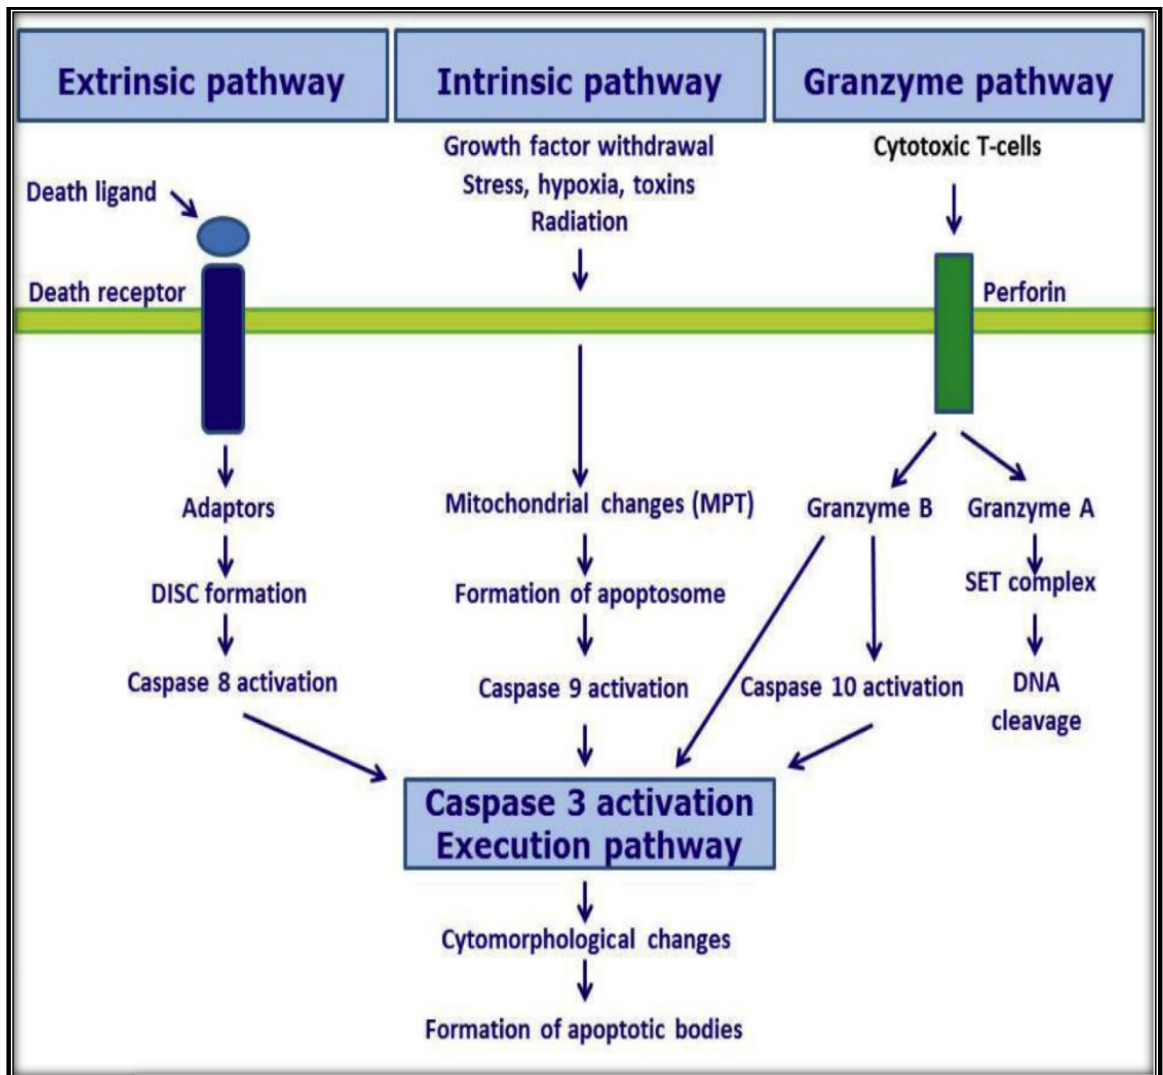 Extrinsic pathway
Intrinsic pathway
Granzyme pathway
Growth factor withdrawal
Stress, hypoxia, toxins
Radiation
Cytotoxic T-cells
Death ligand
Death receptor
Perforin
Adaptors
Mitochondrial changes (MPT)
Granzyme B
Granzyme A
DISC formation
Formation of apoptosome
SET complex
Caspase 8 activation
Caspase 9 activation
Caspase 10 activation
DNA
cleavage
Caspase 3 activation
Execution pathway
Cytomorphological changes
Formation of apoptotic bodies